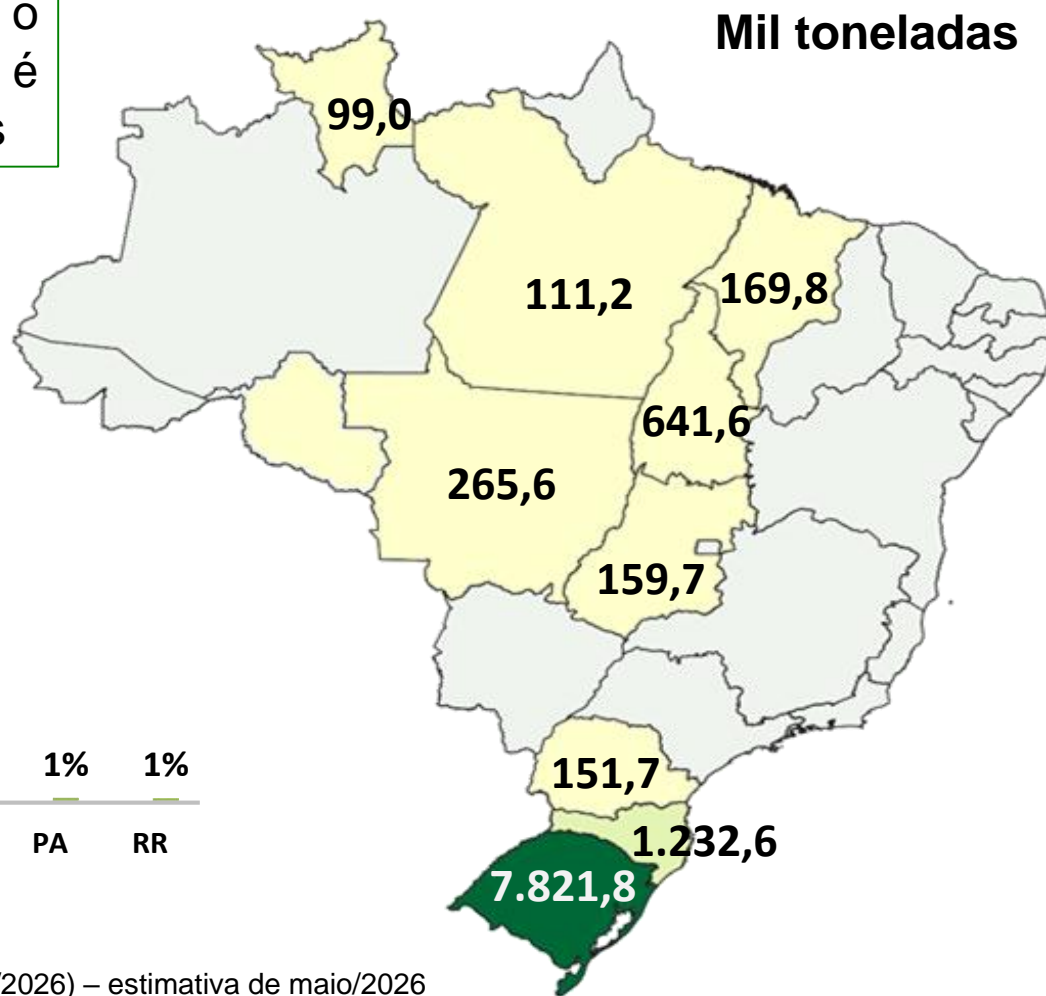 o
é
s
Mil toneladas
99,0
111,2
169,8
641,6
265,6
159,7
151,7
1.232,6
7.821,8
1% 1%
PA RR
/2026) – estimativa de maio/2026